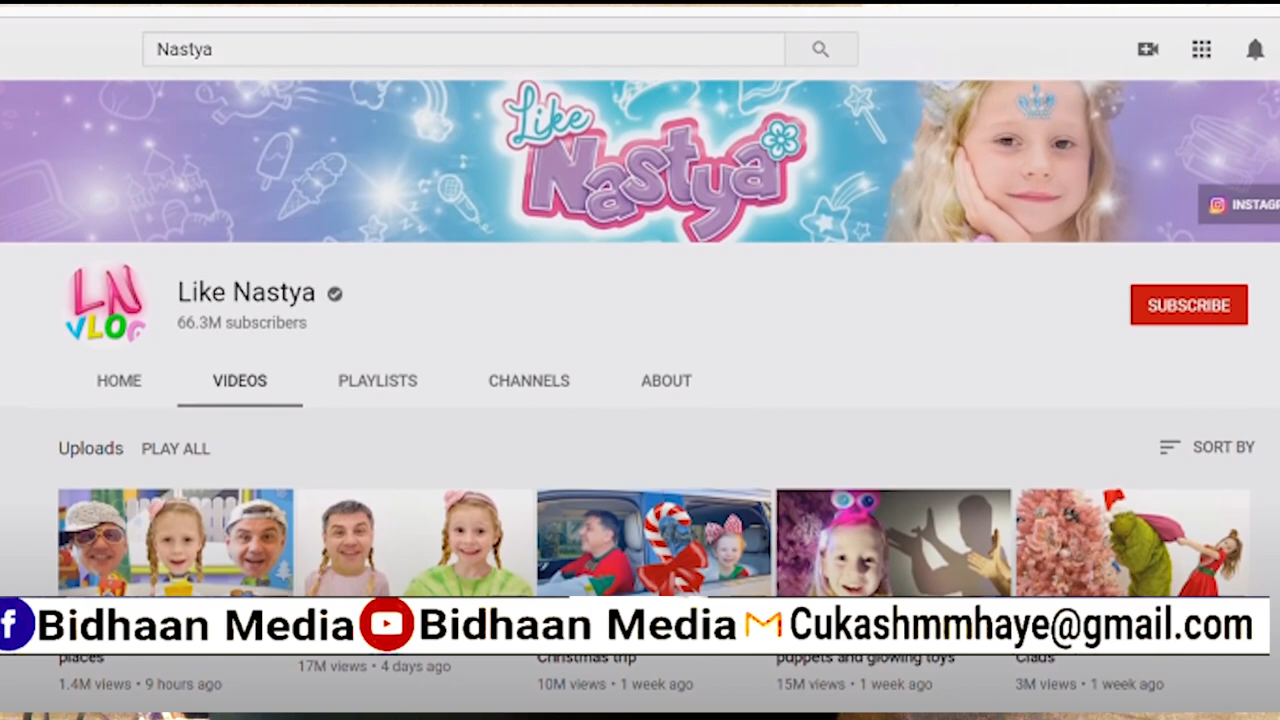 Nastya
Like
Nastya
INSTAGR
LN
VLOG
Like Nastya
66.3M subscribers
SUBSCRIBE
HOME VIDEOS PLAYLISTS CHANNELS ABOUT
Uploads PLAY ALL
SORT BY
Bidhaan Media Bidhaan Media Cukashmmhaye@gmail.com
places
Christmas trip
puppets and glowing toys
Claus
17M views • 4 days ago
1.4M views • 9 hours ago
10M views • 1 week ago
15M views • 1 week ago
3M views • 1 week ago